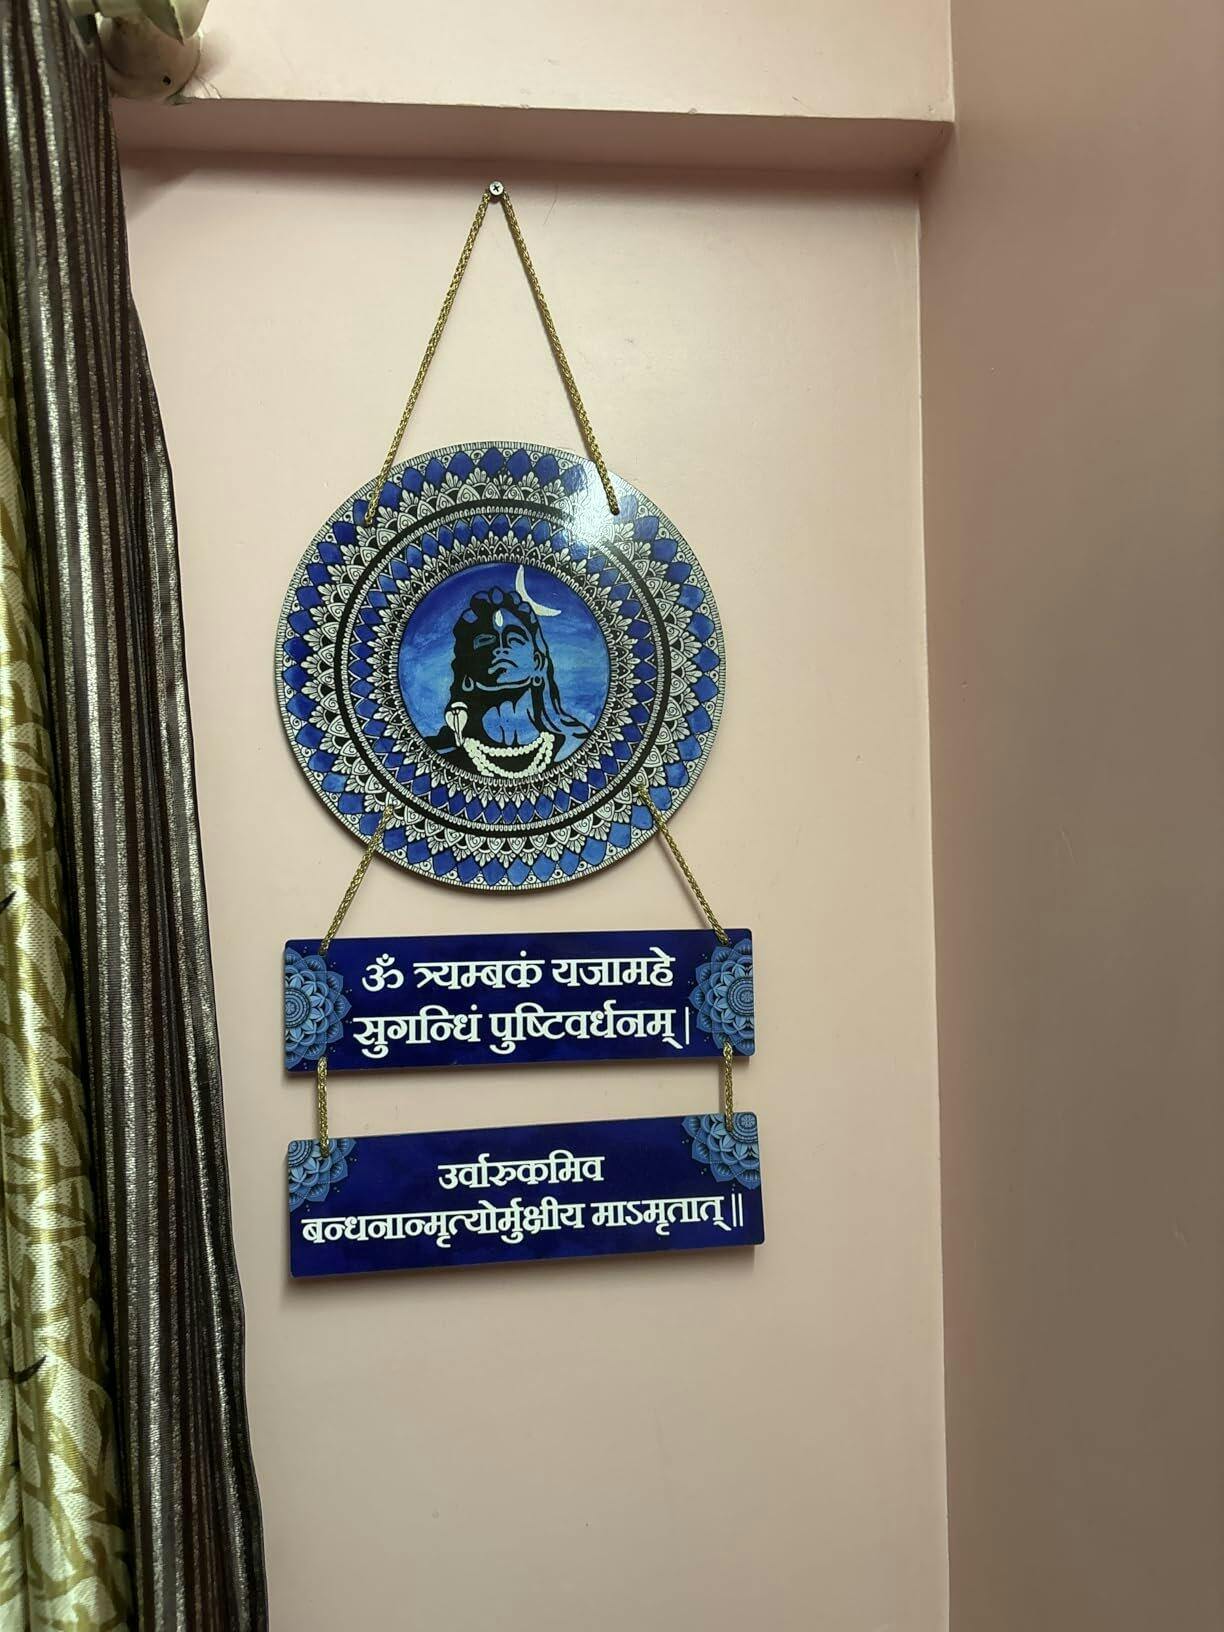 ॐ त्र्यम्बकं यजामहे
सुगन्धिं पुष्टिवर्धनम् |
उर्वारुकमिव
बन्धनान्मृत्योर्मुक्षीय माऽमृतात् ||